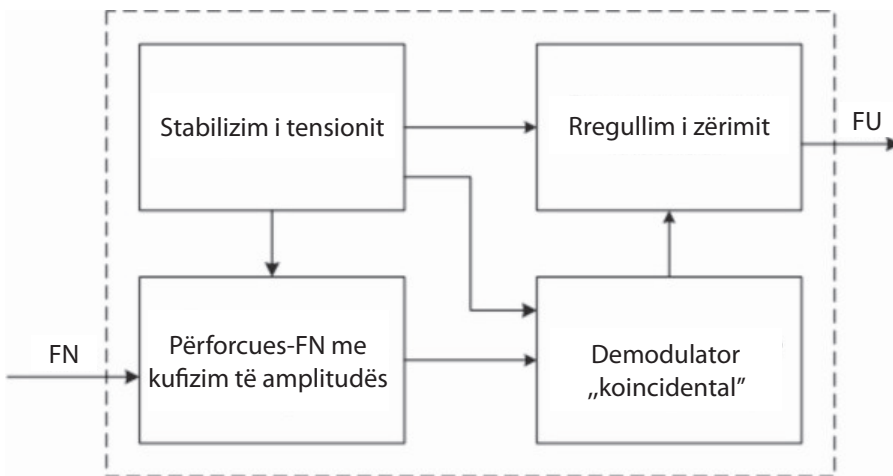 Stabilizim i tensionit
Rregullim i zërimit
FU
FN
Përforcues-FN me
kufizim të amplitudës
Demodulator
„koincidental”